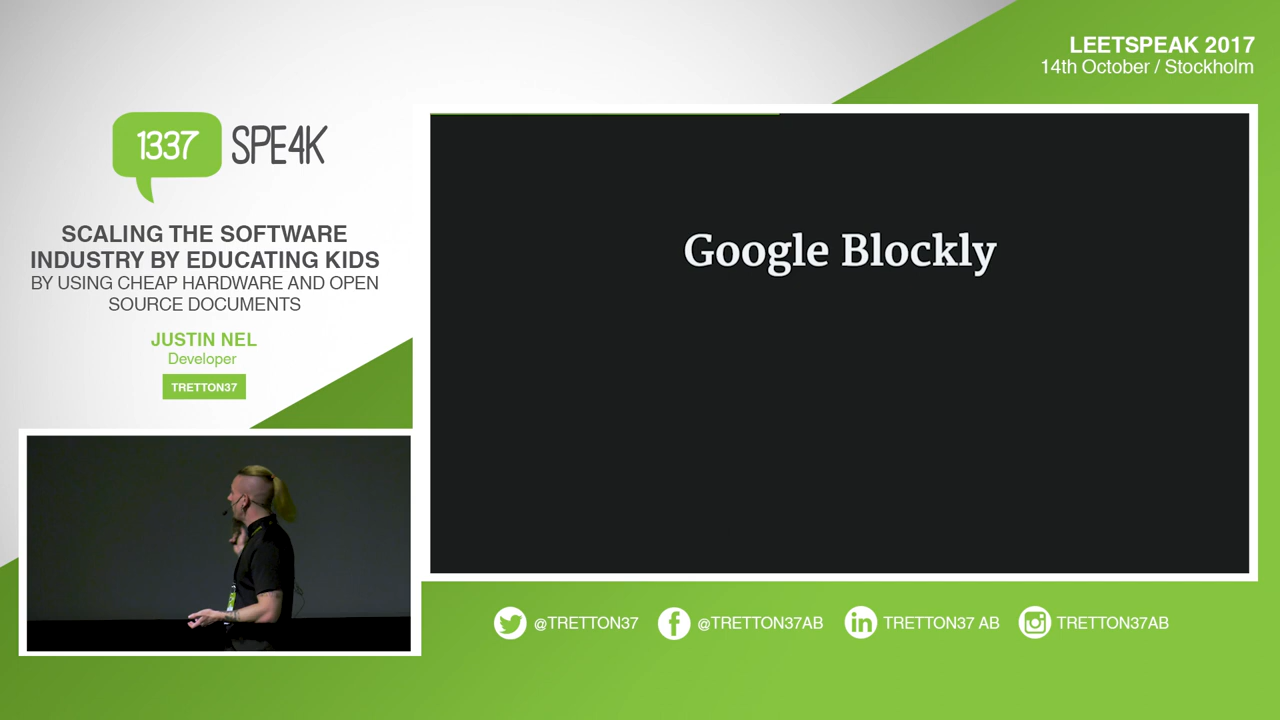 LEETSPEAK 2017
14th October / Stockholm
1337 SPE4K
SCALING THE SOFTWARE
INDUSTRY BY EDUCATING KIDS
BY USING CHEAP HARDWARE AND OPEN
SOURCE DOCUMENTS
JUSTIN NEL
Developer
TRETTON37
Google Blockly
@TRETTON37
@TRETTON37AB
TRETTON37 AB
TRETTON37AB